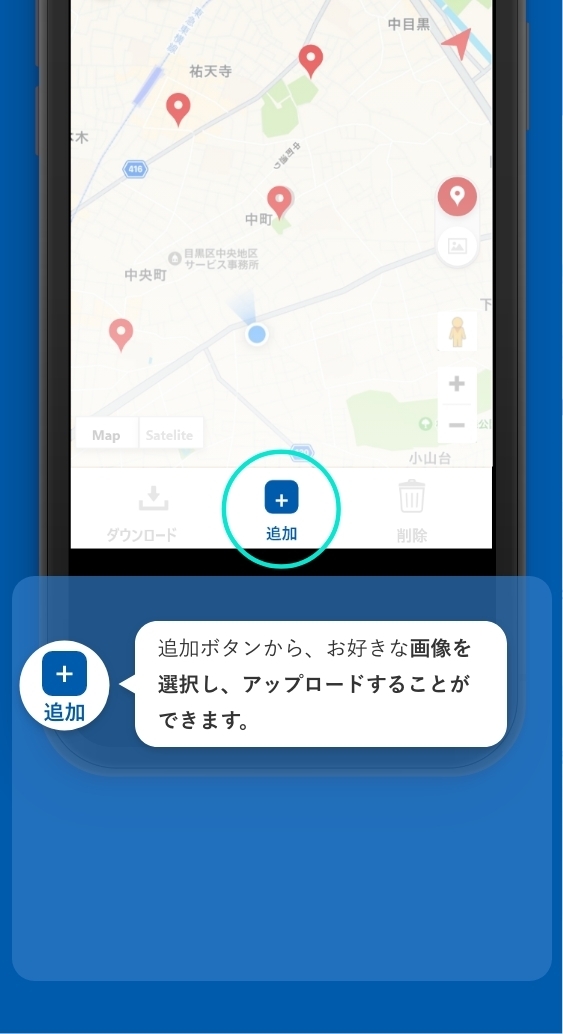 中目黒
祐天寺
中町通り
416
中町
目黒区中央地区
サービス事務所
中央町
下
Map
Satelite
小山台
ダウンロード
追加
削除
追加ボタンから、お好きな画像を
選択し、アップロードすることが
できます。
追加